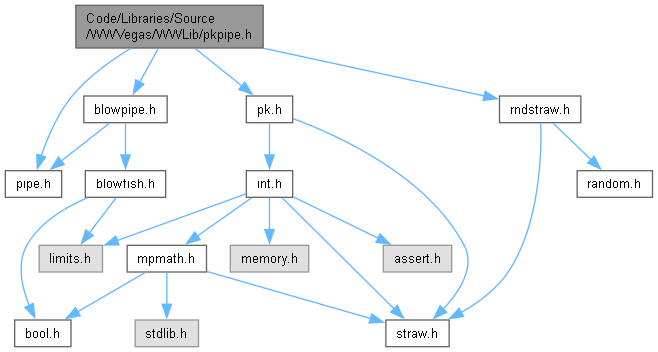 Code/Libraries/Source
/WWVegas/WWLib/pkpipe.h
blowpipe.h
pk.h
rndstraw.h
pipe.h
blowfish.h
int.h
random.h
limits.h
mpmath.h
memory.h
assert.h
bool.h
stdlib.h
straw.h